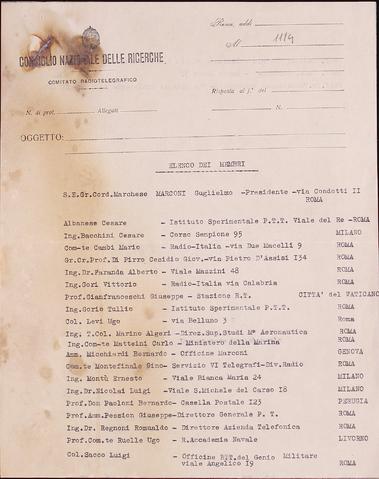 Roma, addì
N 1114
CONSIGLIO NAZIONALE DELLE RICERCHE
COMITATO RADIOTELEGRAFICO
Risposta al f.° del
N. di prot. Allegati N.
OGGETTO:
ELENCO DEI MEMBRI
S.E.Gr.Cord.Marchese MARCONI Guglielmo -Presidente -via Condotti II
ROMA
Albanese Cesare - Istituto Sperimentale P.T.T. Viale del Re -ROMA
Ing.Bacchini Cesare - Corso Sempione 95 MILANO
Com-te Cambi Mario - Radio-Italia -via Due Macelli 9 ROMA
Gr.Cr.Prof.Di Pirro Cesidio Giov.-via Pietro D'Assisi I34 ROMA
Ing.Dr.Faranda Alberto - Viale Mazzini 48 ROMA
Ing.Gori Vittorio - Radio-Italia via Calabria ROMA
Prof.Gianfranceschi Giuseppe - Stazione R.T. CITTA' del VATICANO
Ing.Gorio Tullio - Istituto Sperimentale P.T.T. ROMA
Col. Levi Ugo - via Belluno 3 ROMA
Ing. T.Col. Marino Algeri -Direz.Sup.Studi Mº Aeronautica ROMA
Ing.Com-te Matteini Carlo - Ministero della Marina ROMA
Amm. Micchiardi Bernardo - Officine Marconi GENOVA
Com.te Montefinale Gino- Servizio VI Telegrafi-Div.Radio ROMA
Ing. Montù Ernesto - Viale Bianca Maria 24 MILANO
Ing.Dr.Nicolai Luigi -Viale S.Michele del Carso I8 MILANO
Prof.Don Paoloni Bernardo- Casella Postale I23 PERUGIA
Prof.Amm.Pession Giuseppe-Direttore Generale P. T. ROMA
Ing.Dr. Regnoni Romualdo - Direttore Azienda Telefonica ROMA
Prof.Com.te Ruelle Ugo - R.Accademia Navale LIVORNO
Col.Sacco Luigi - Officine RTT.del Genio Militare
viale Angelico I9 ROMA